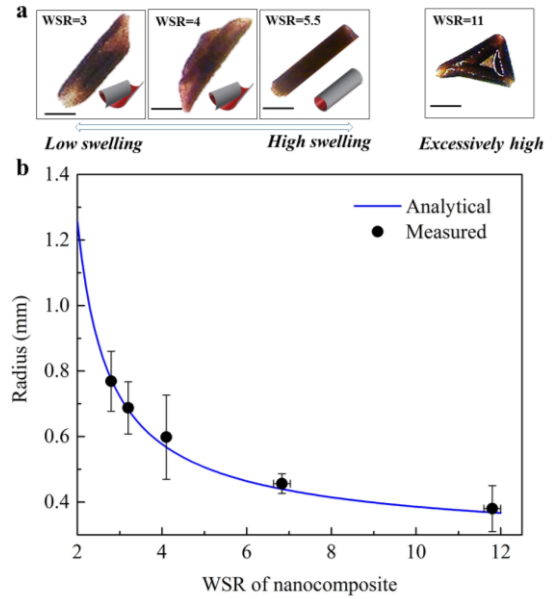 a
WSR=3
WSR=4
WSR=5.5
WSR=11
Low swelling
High swelling
Excessively high
b
1.4
1.2
1.0
0.8
0.6
0.4
Radius (mm)
Analytical
Measured
2
4
6
8
10
12
WSR of nanocomposite